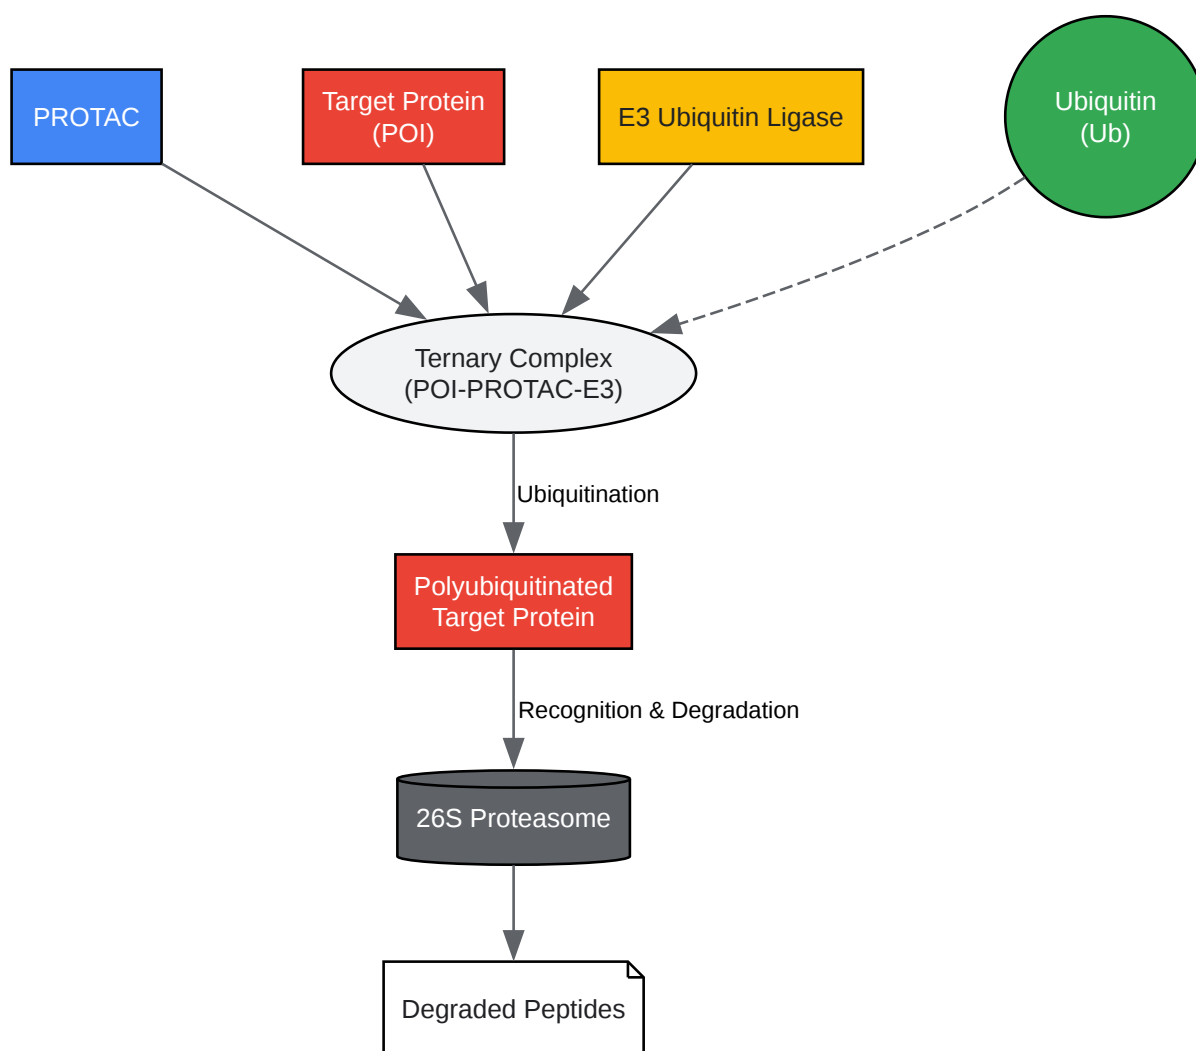 PROTAC
Target Protein
(POI)
E3 Ubiquitin Ligase
Ubiquitin
(Ub)
Ternary Complex
(POI-PROTAC-E3)
Ubiquitination
Polyubiquitinated
Target Protein
Recognition & Degradation
26S Proteasome
Degraded Peptides